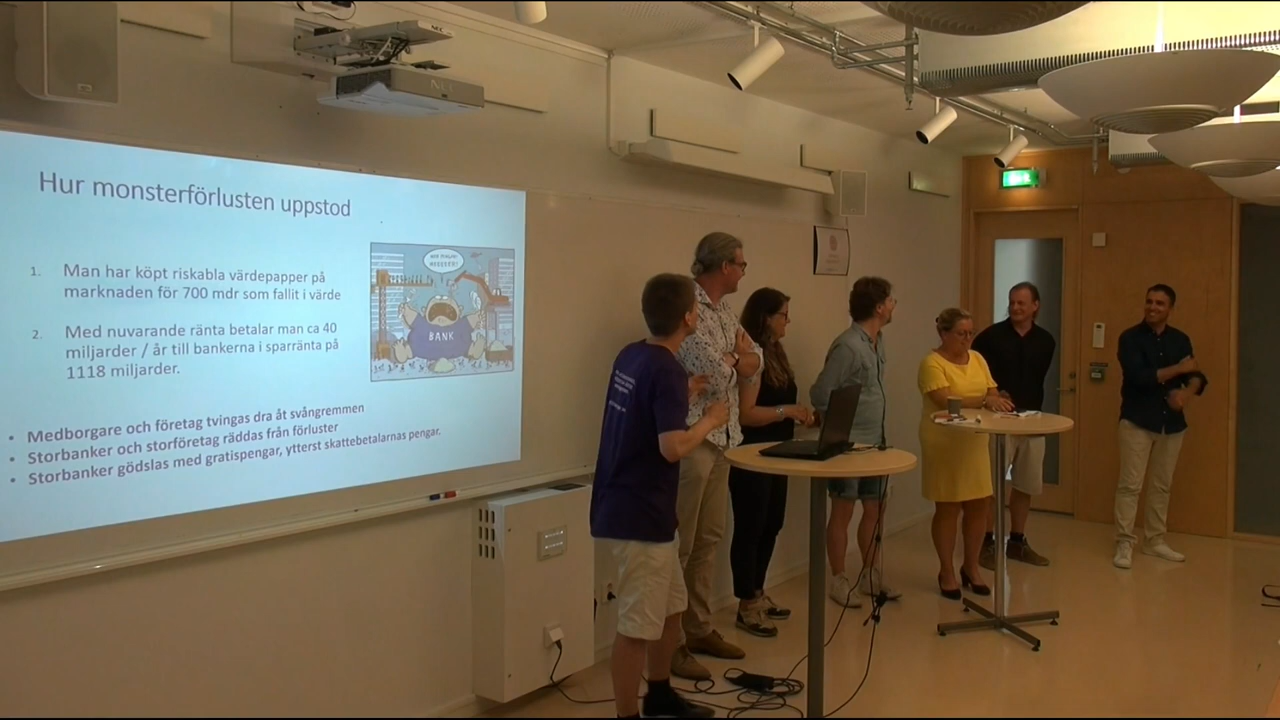 Hur monsterförlusten uppstod
1. Man har köpt riskabla värdepapper på
marknaden för 700 mdr som fallit i värde
2. Med nuvarande ränta betalar man ca 40
miljarder / år till bankerna i sparränta på
1118 miljarder.
BANK
• Medborgare och företag tvingas dra åt svångremmen
• Storbanker och storföretag räddas från förluster
• Storbanker gödslas med gratispengar, ytterst skattebetalarnas pengar.
NEC